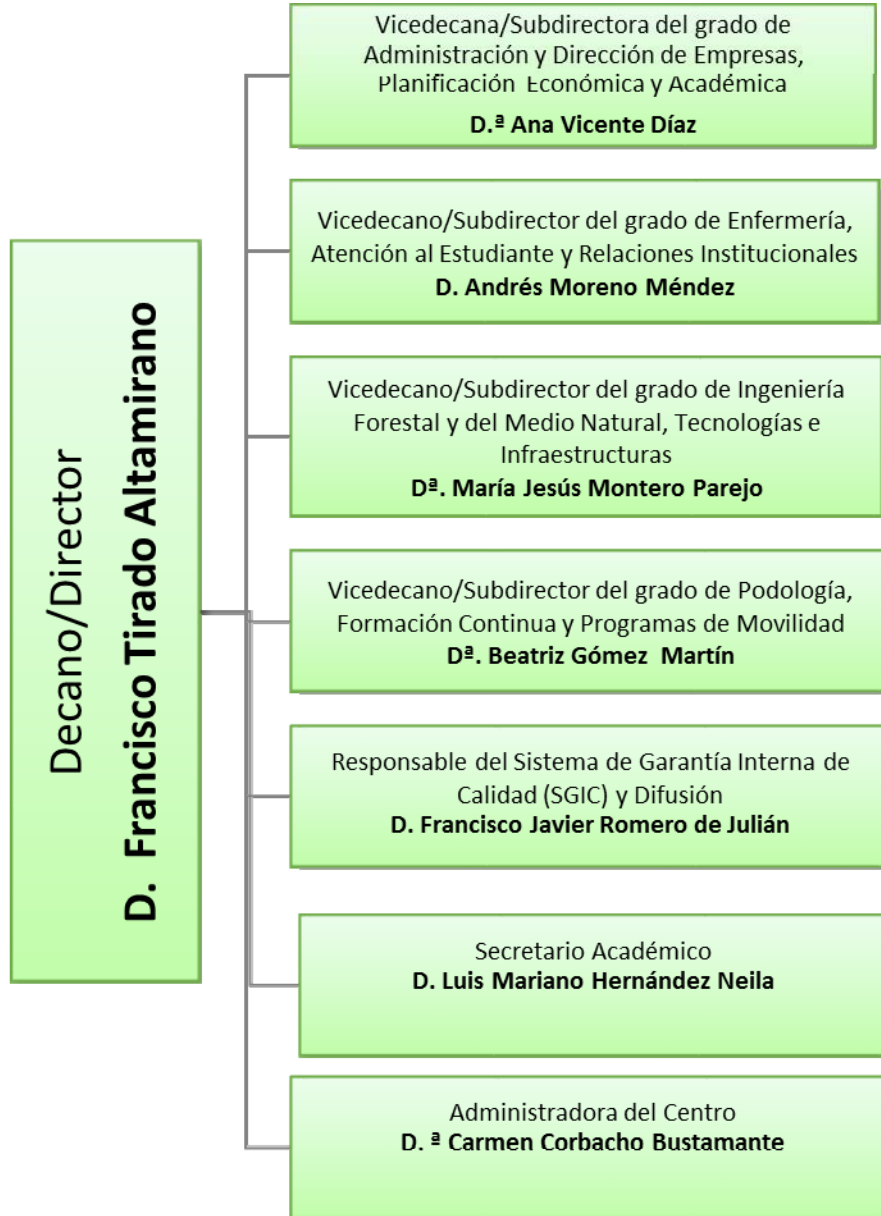 Decano/Director
D. Francisco Tirado Altamirano
Vicedecana/Subdirectora del grado de
Administración y Dirección de Empresas,
Planificación Económica y Académica
D.ª Ana Vicente Díaz
Vicedecano/Subdirector del grado de Enfermería,
Atención al Estudiante y Relaciones Institucionales
D. Andrés Moreno Méndez
Vicedecano/Subdirector del grado de Ingeniería
Forestal y del Medio Natural, Tecnologías e
Infraestructuras
Dª. María Jesús Montero Parejo
Vicedecano/Subdirector del grado de Podología,
Formación Continua y Programas de Movilidad
Dª. Beatriz Gómez Martín
Responsable del Sistema de Garantía Interna de
Calidad (SGIC) y Difusión
D. Francisco Javier Romero de Julián
Secretario Académico
D. Luis Mariano Hernández Neila
Administradora del Centro
D. ª Carmen Corbacho Bustamante